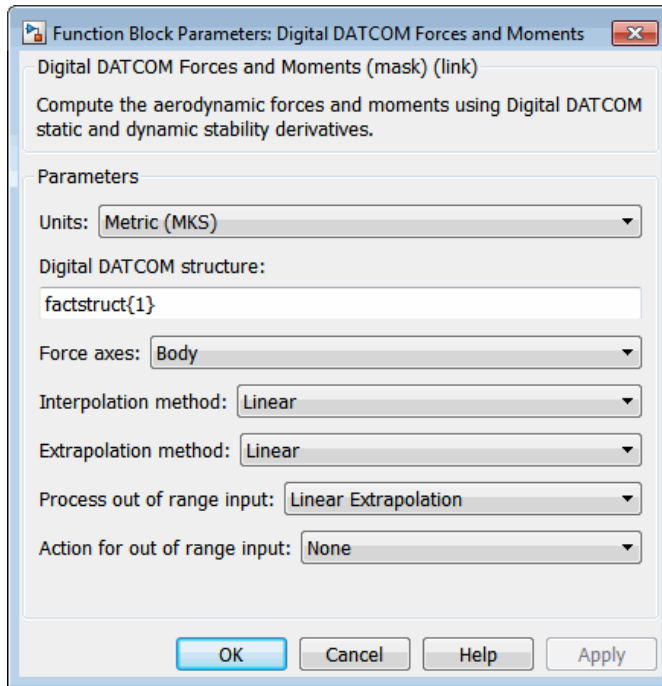 Function Block Parameters: Digital DATCOM Forces and Moments
Digital DATCOM Forces and Moments (mask) (link)
Compute the aerodynamic forces and moments using Digital DATCOM
static and dynamic stability derivatives.
Parameters
Units: Metric (MKS)
Digital DATCOM structure:
factstruct{1}
Force axes: Body
Interpolation method: Linear
Extrapolation method: Linear
Process out of range input: Linear Extrapolation
Action for out of range input: None
OK Cancel Help Apply